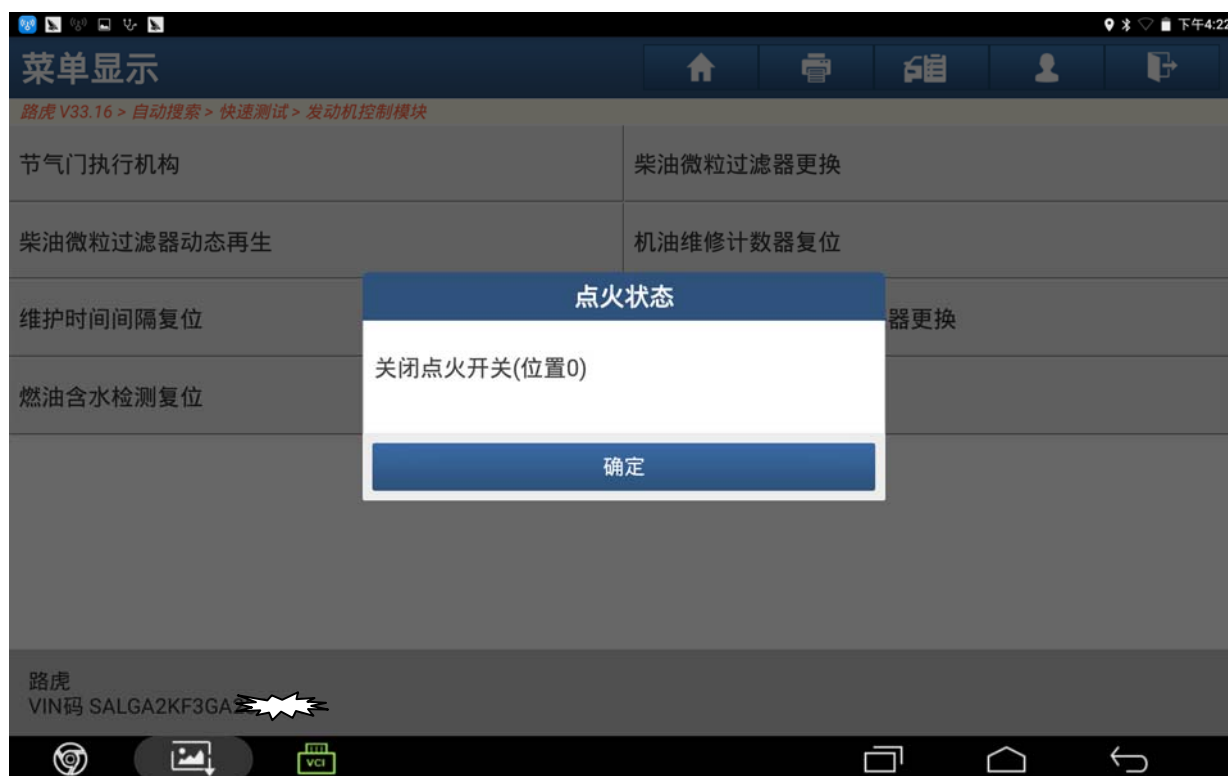 下午4:22
菜单显示
路虎 V33.16 > 自动搜索 > 快速测试 > 发动机控制模块
节气门执行机构
柴油微粒过滤器更换
柴油微粒过滤器动态再生
机油维修计数器复位
维护时间间隔复位
器更换
燃油含水检测复位
点火状态
关闭点火开关(位置0)
确定
路虎
VIN码 SALGA2KF3GA2
VCI